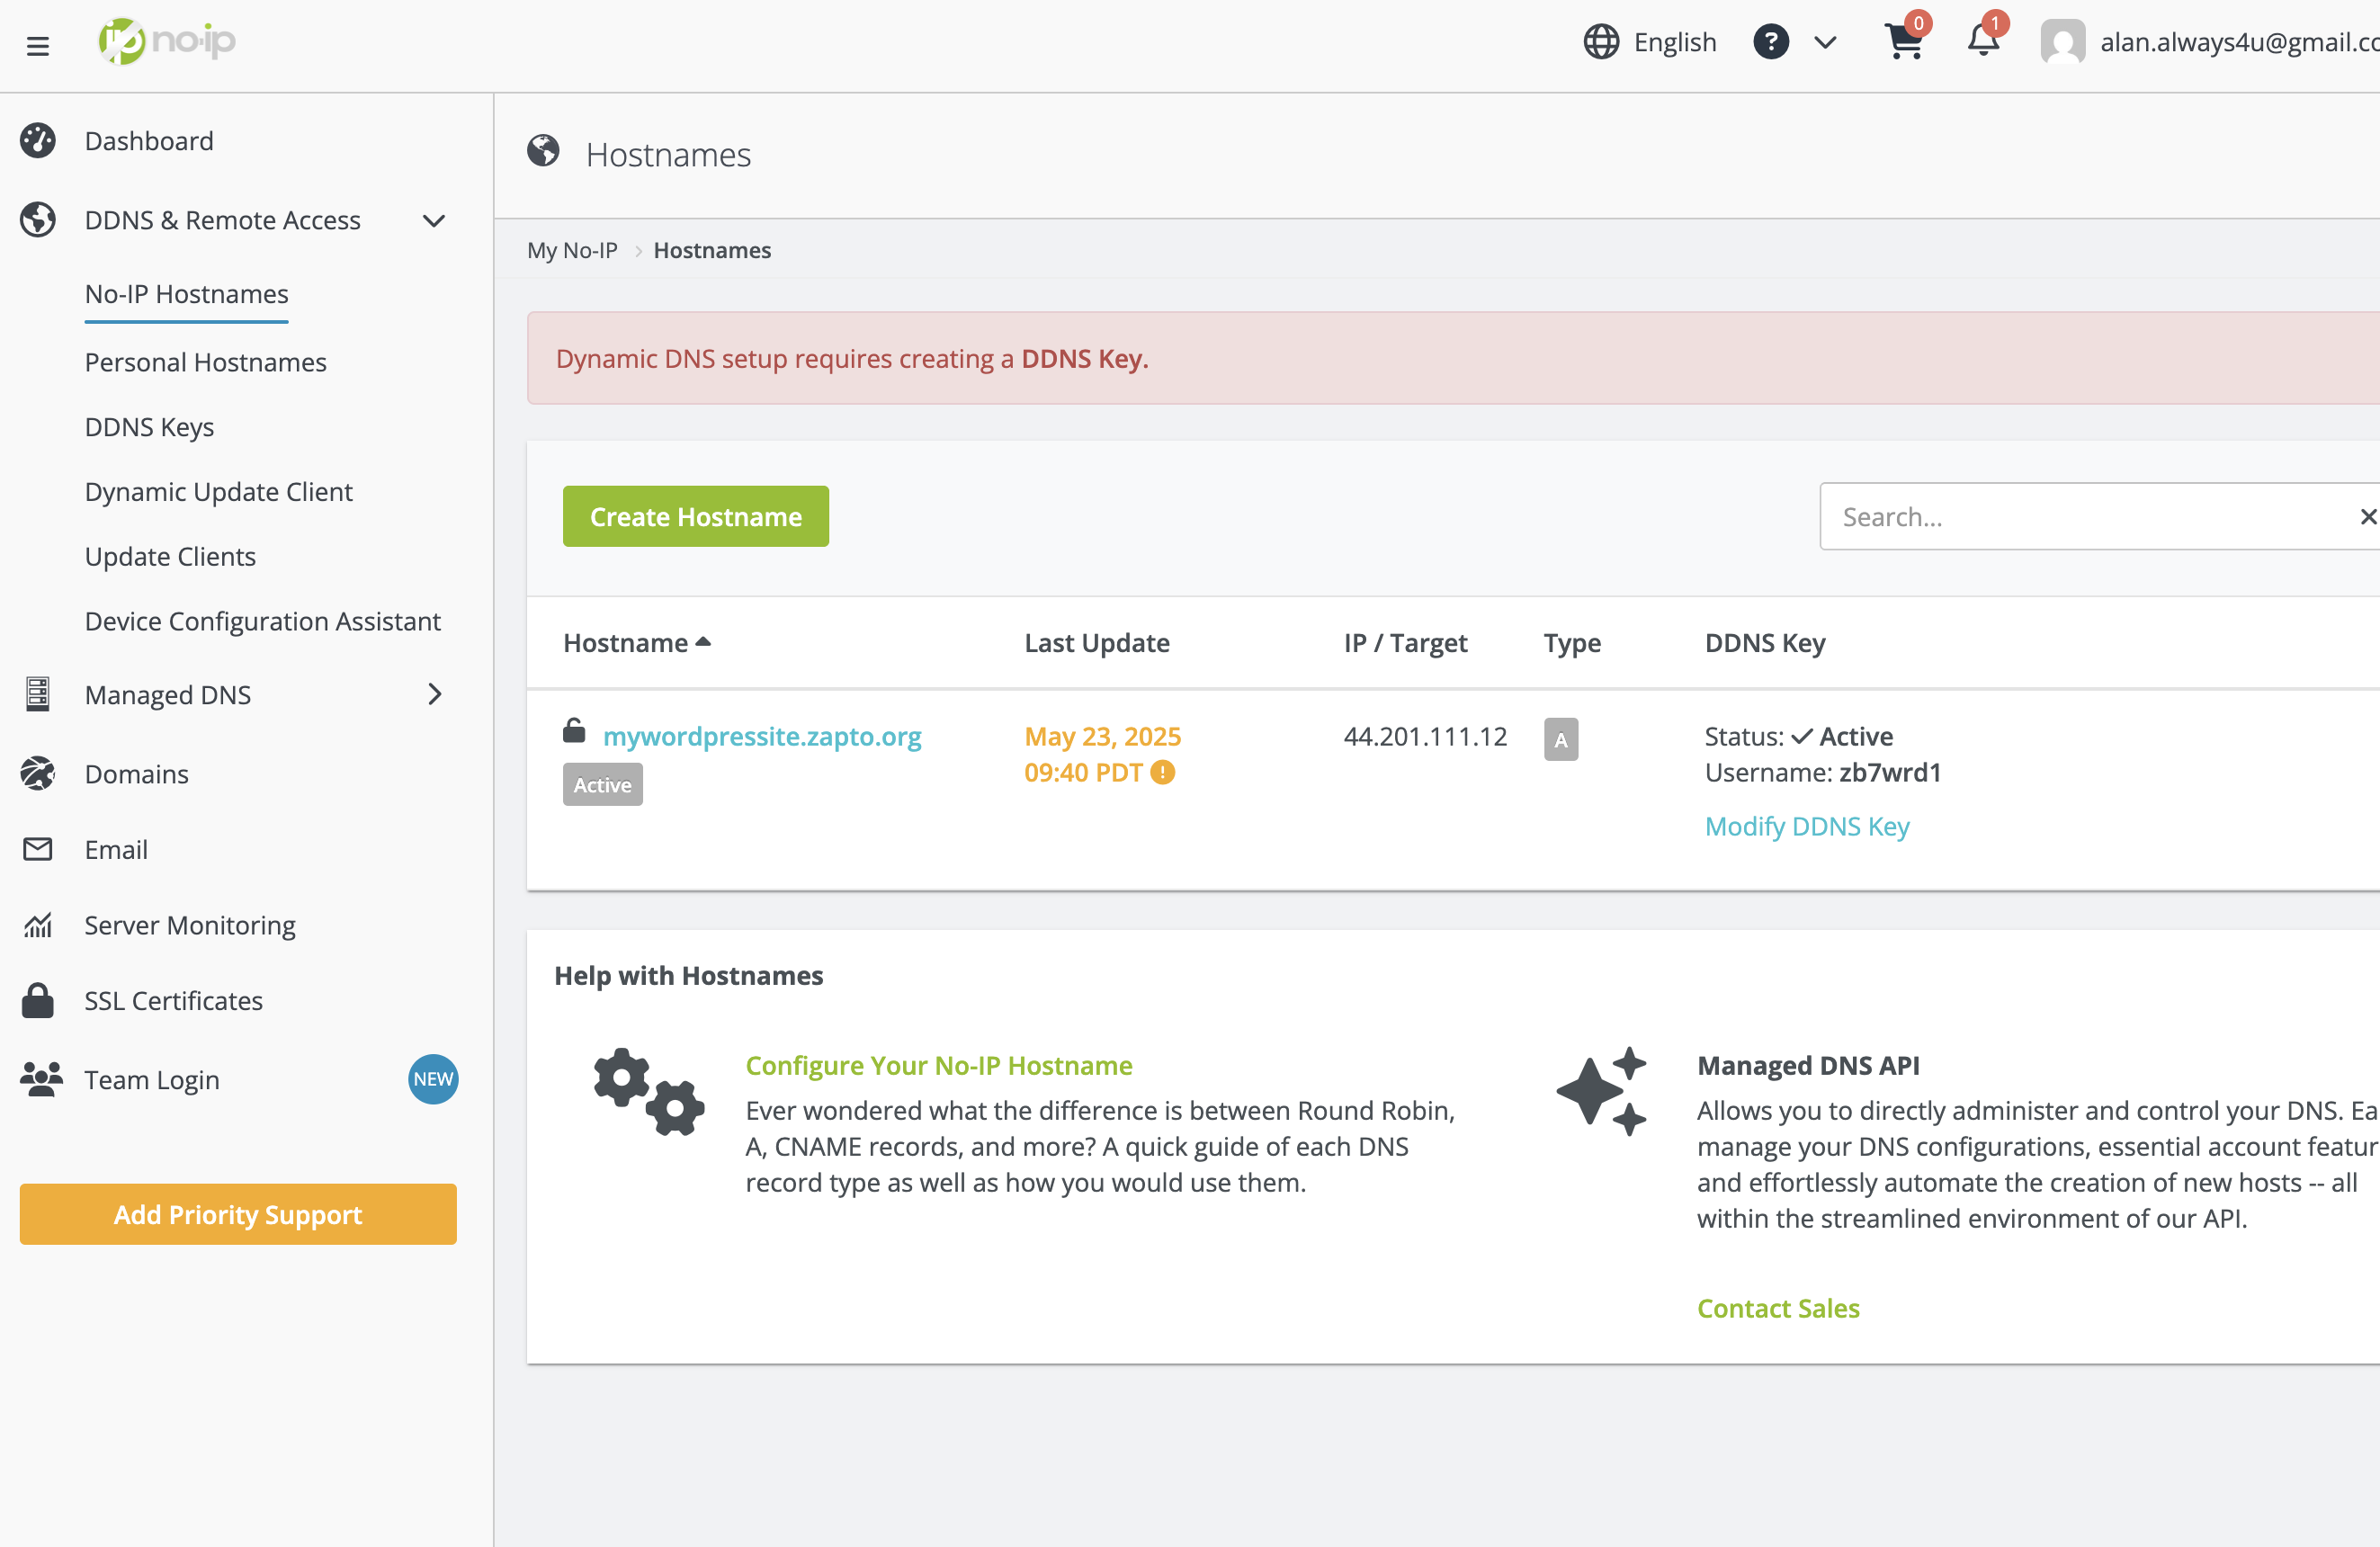 no-ip
English
?
0
1
alan.always4u@gmail.co
Dashboard
DDNS & Remote Access
No-IP Hostnames
Personal Hostnames
DDNS Keys
Dynamic Update Client
Update Clients
Device Configuration Assistant
Managed DNS
Domains
Email
Server Monitoring
SSL Certificates
Team Login
NEW
Add Priority Support
Hostnames
My No-IP > Hostnames
Dynamic DNS setup requires creating a DDNS Key.
Create Hostname
Search...
Hostname Last Update IP / Target Type DDNS Key
mywordpressite.zapto.org
Active
May 23, 2025
09:40 PDT
44.201.111.12
A
Status: Active
Username: zb7wrd1
Modify DDNS Key
Help with Hostnames
Configure Your No-IP Hostname
Ever wondered what the difference is between Round Robin,
A, CNAME records, and more? A quick guide of each DNS
record type as well as how you would use them.
Managed DNS API
Allows you to directly administer and control your DNS. Ea
manage your DNS configurations, essential account featur
and effortlessly automate the creation of new hosts -- all
within the streamlined environment of our API.
Contact Sales